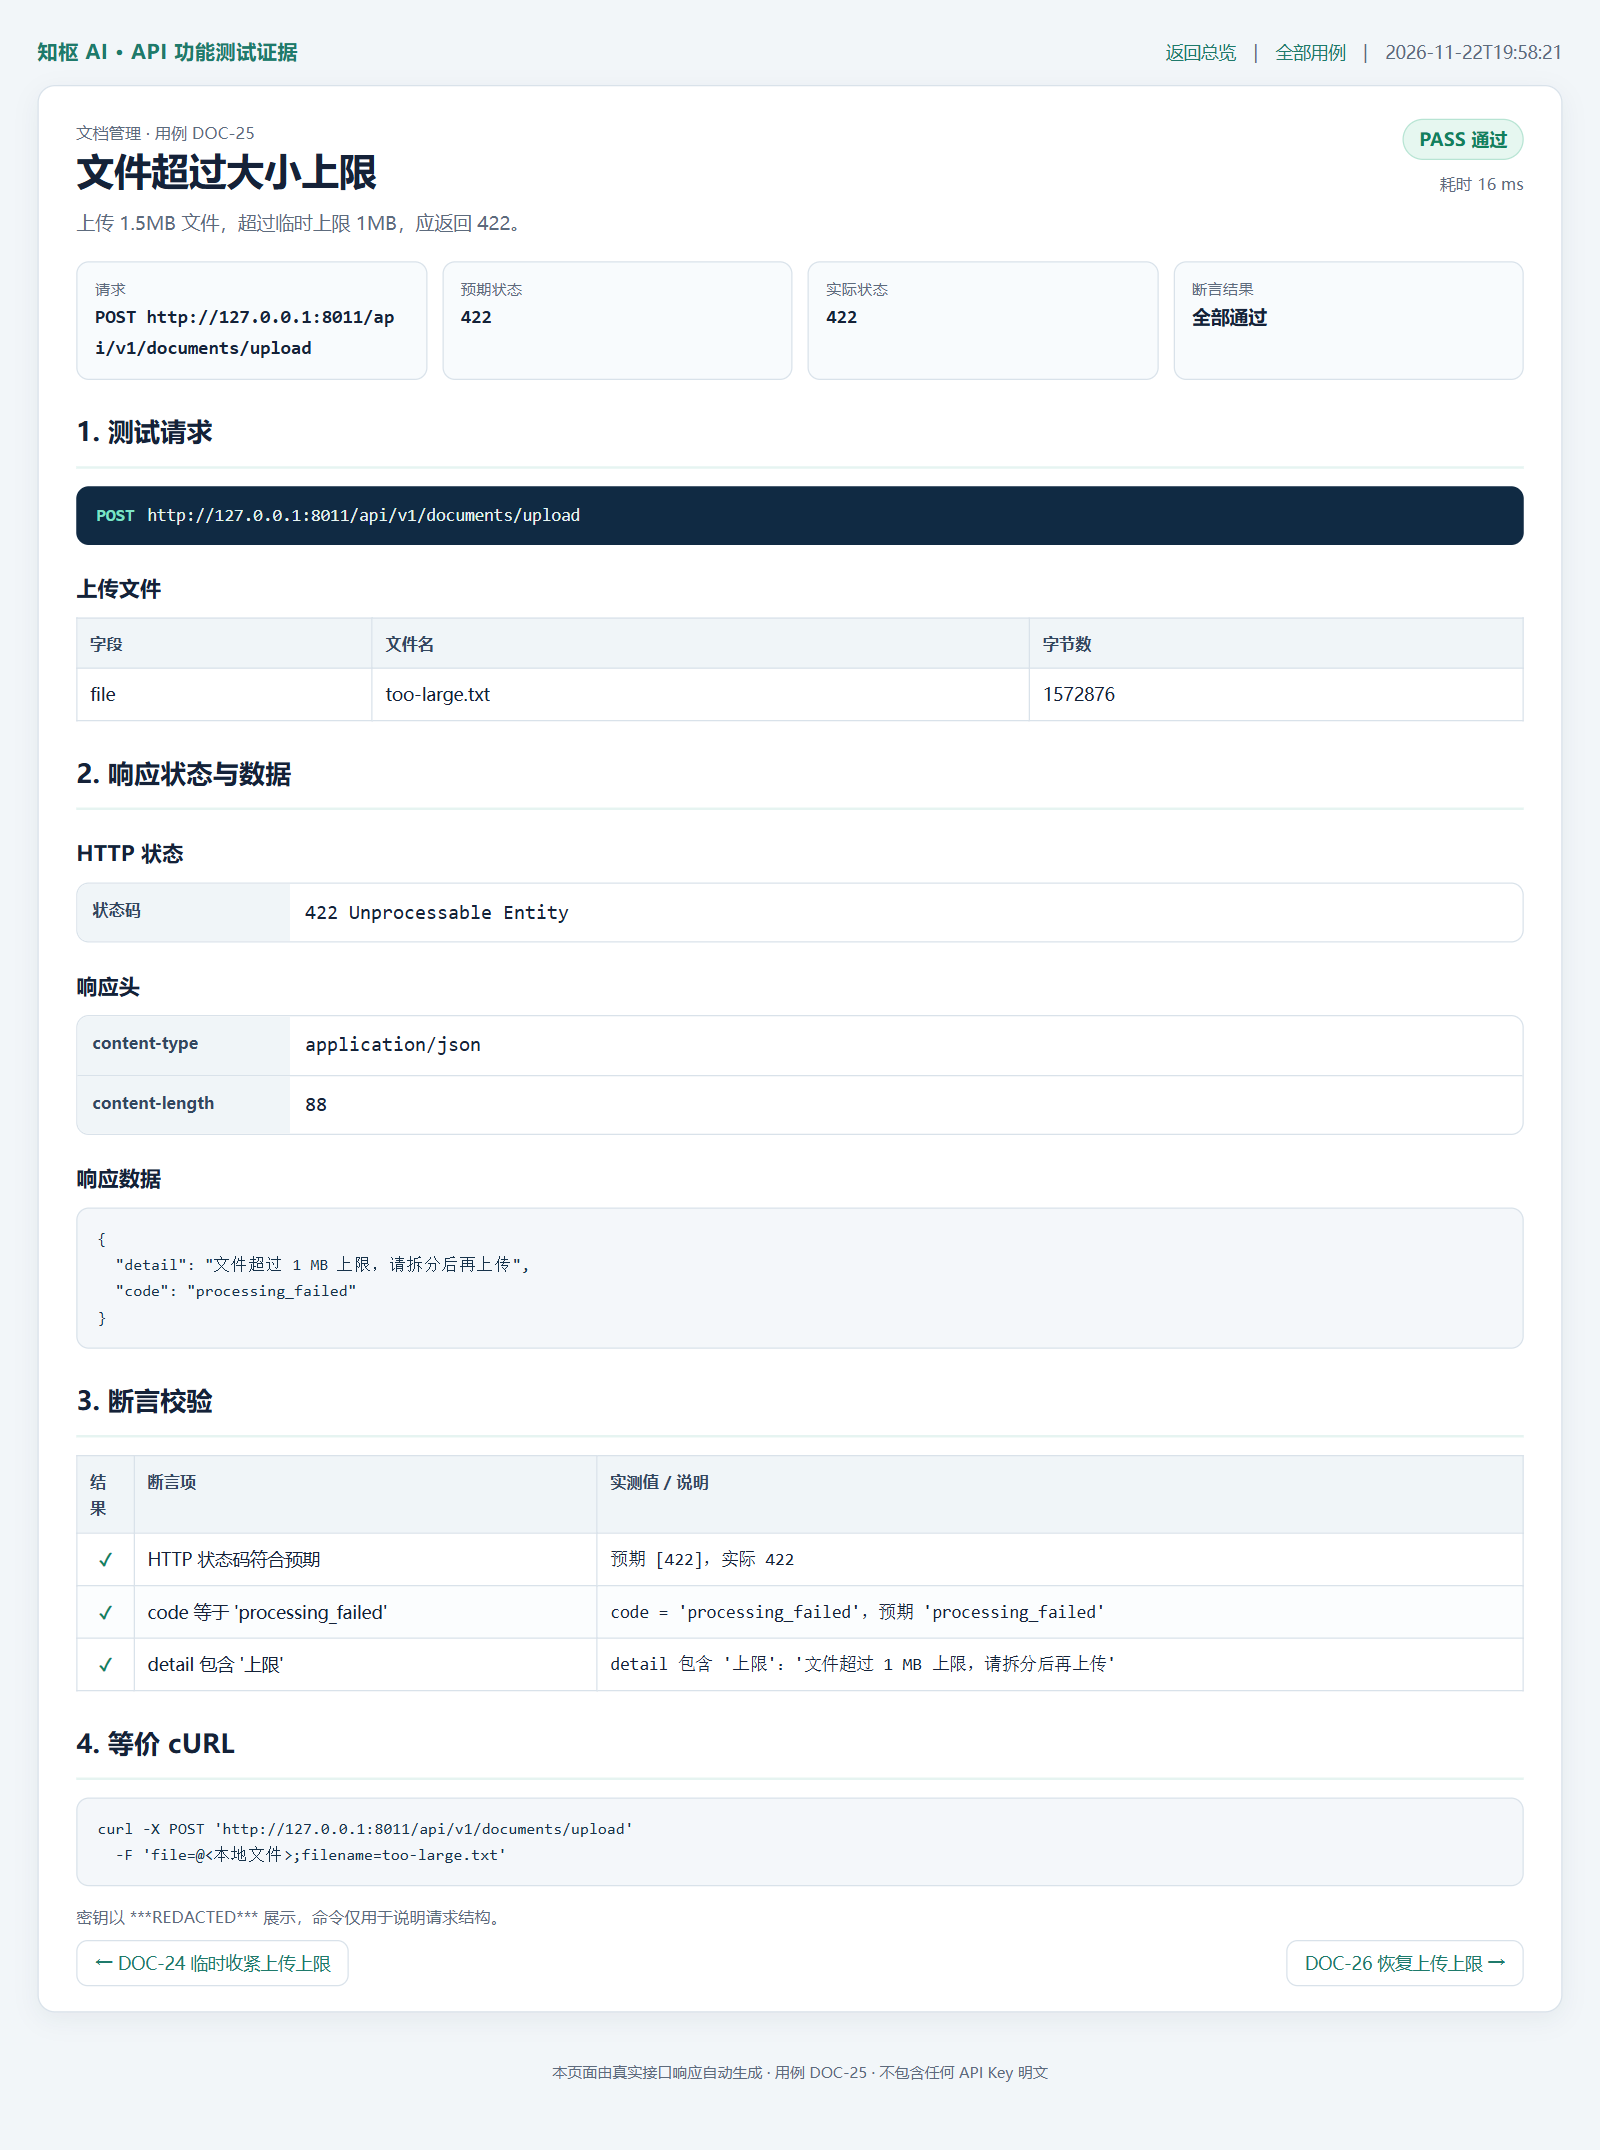 知枢 AI • API 功能测试证据
返回总览 | 全部用例 | 2026-11-22T19:58:21
文档管理 · 用例 DOC-25
PASS 通过
文件超过大小上限
耗时 16 ms
上传 1.5MB 文件，超过临时上限 1MB，应返回 422。
请求
POST http://127.0.0.1:8011/ap
i/v1/documents/upload
预期状态
422
实际状态
422
断言结果
全部通过
1. 测试请求
POST http://127.0.0.1:8011/api/v1/documents/upload
上传文件
字段 文件名 字节数
file too-large.txt 1572876
2. 响应状态与数据
HTTP 状态
状态码 422 Unprocessable Entity
响应头
content-type application/json
content-length 88
响应数据
{
"detail": "文件超过 1 MB 上限，请拆分后再上传",
"code": "processing_failed"
}
3. 断言校验
结
果
断言项 实测值 / 说明
✓ HTTP 状态码符合预期 预期 [422]，实际 422
✓ code 等于 'processing_failed' code = 'processing_failed'，预期 'processing_failed'
✓ detail 包含 '上限' detail 包含 '上限'：'文件超过 1 MB 上限，请拆分后再上传'
4. 等价 cURL
curl -X POST 'http://127.0.0.1:8011/api/v1/documents/upload'
-F 'file=@<本地文件>;filename=too-large.txt'
密钥以 ***REDACTED*** 展示，命令仅用于说明请求结构。
← DOC-24 临时收紧上传上限
DOC-26 恢复上传上限 →
本页面由真实接口响应自动生成 · 用例 DOC-25 · 不包含任何 API Key 明文